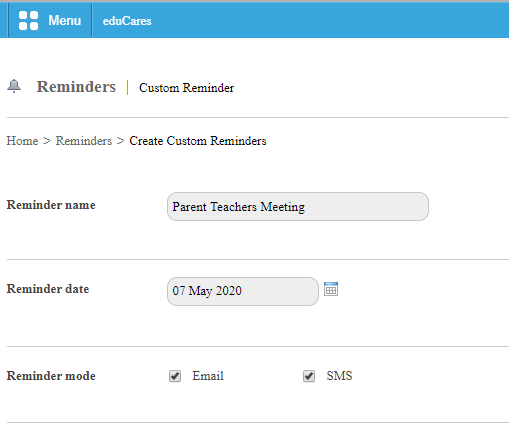 Menu eduCares
Reminders | Custom Reminder
Home > Reminders > Create Custom Reminders
Reminder name Parent Teachers Meeting
Reminder date 07 May 2020
Reminder mode Email SMS